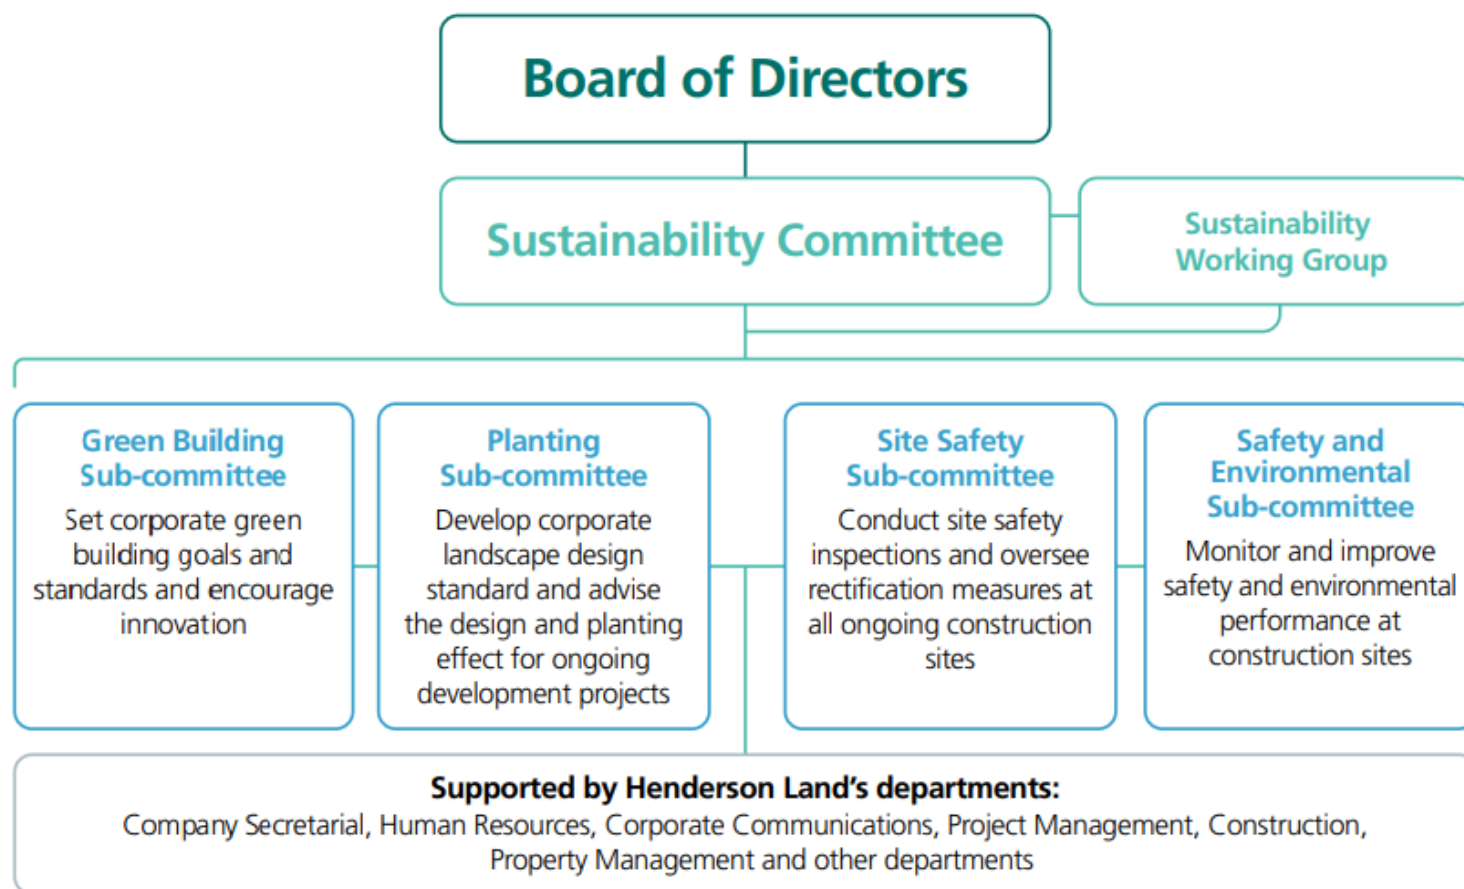 Board of Directors
Sustainability Committee
Sustainability
Working Group
Green Building
Sub-committee
Set corporate green
building goals and
standards and encourage
innovation
Planting
Sub-committee
Develop corporate
landscape design
standard and advise
the design and planting
effect for ongoing
development projects
Site Safety
Sub-committee
Conduct site safety
inspections and oversee
rectification measures at
all ongoing construction
sites
Safety and
Environmental
Sub-committee
Monitor and improve
safety and environmental
performance at
construction sites
Supported by Henderson Land’s departments:
Company Secretarial, Human Resources, Corporate Communications, Project Management, Construction,
Property Management and other departments